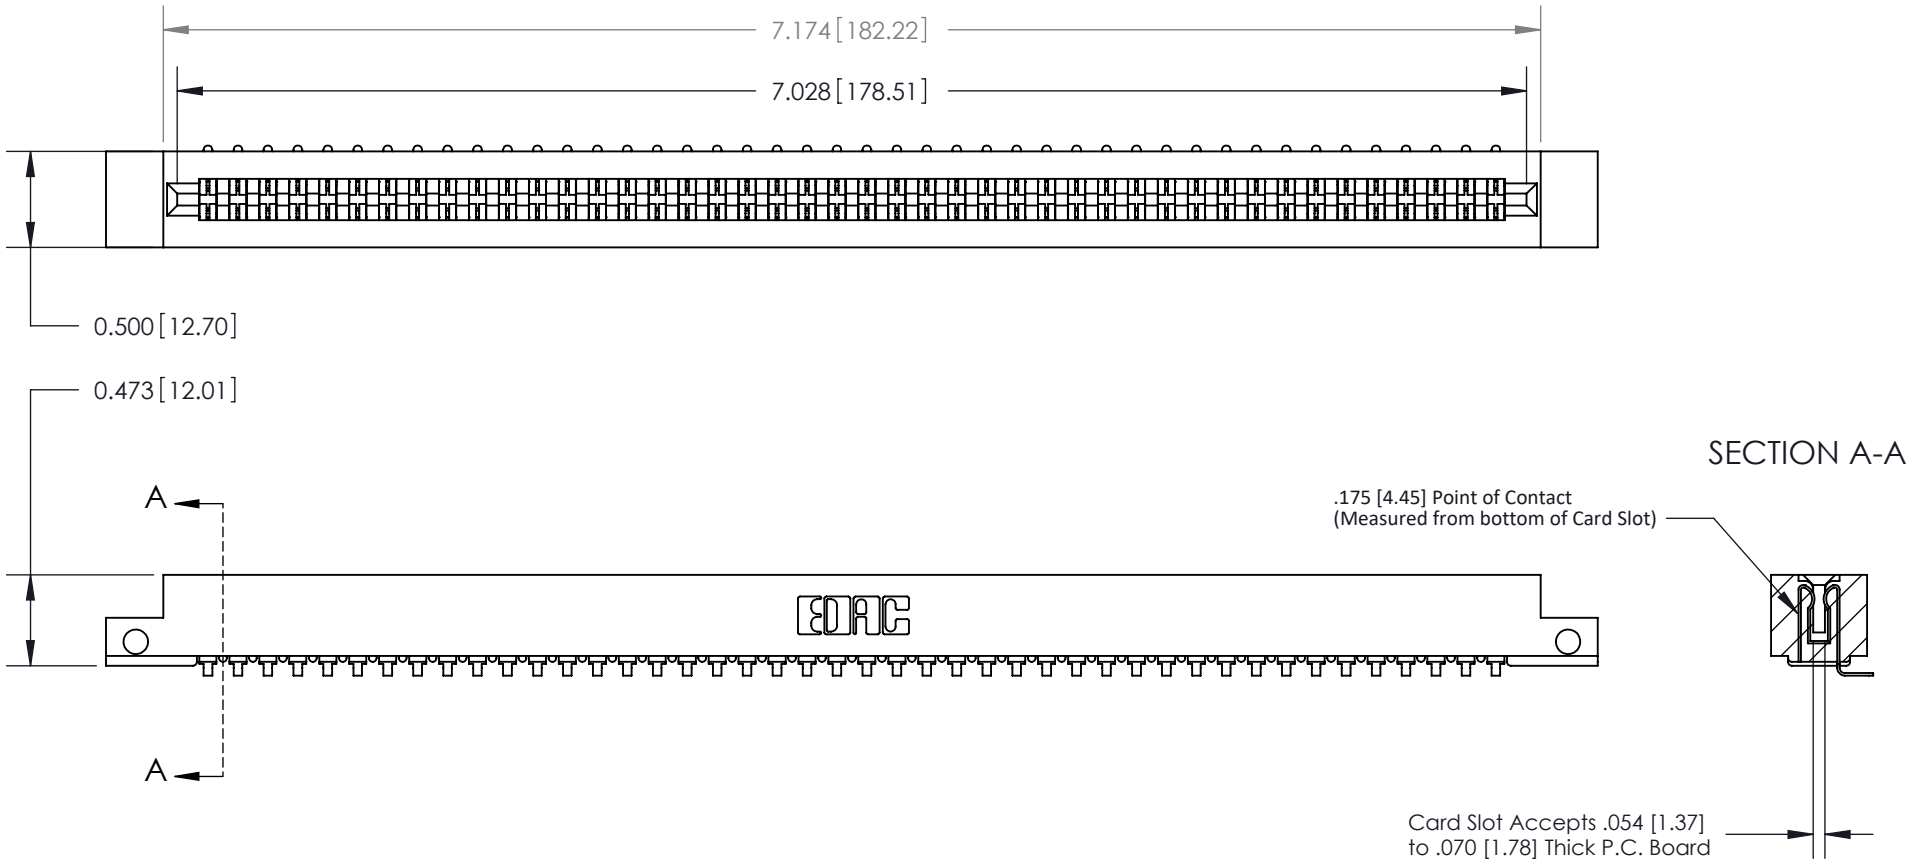 7.174 [182.22]
7.028 [178.51]
0.500 [12.70]
0.473 [12.01]
SECTION A-A
.175 [4.45] Point of Contact
(Measured from bottom of Card Slot)
A
EDAC
A
Card Slot Accepts .054 [1.37]
to .070 [1.78] Thick P.C. Board